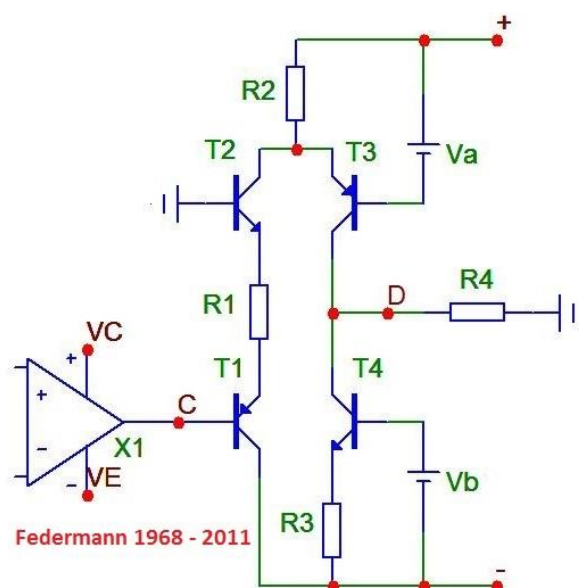 +
R2
T2
T3
Va
D
R4
R1
VC
+
T1
T4
C
+
-
X1
VE
-
Vb
R3
Federmann 1968 - 2011
-